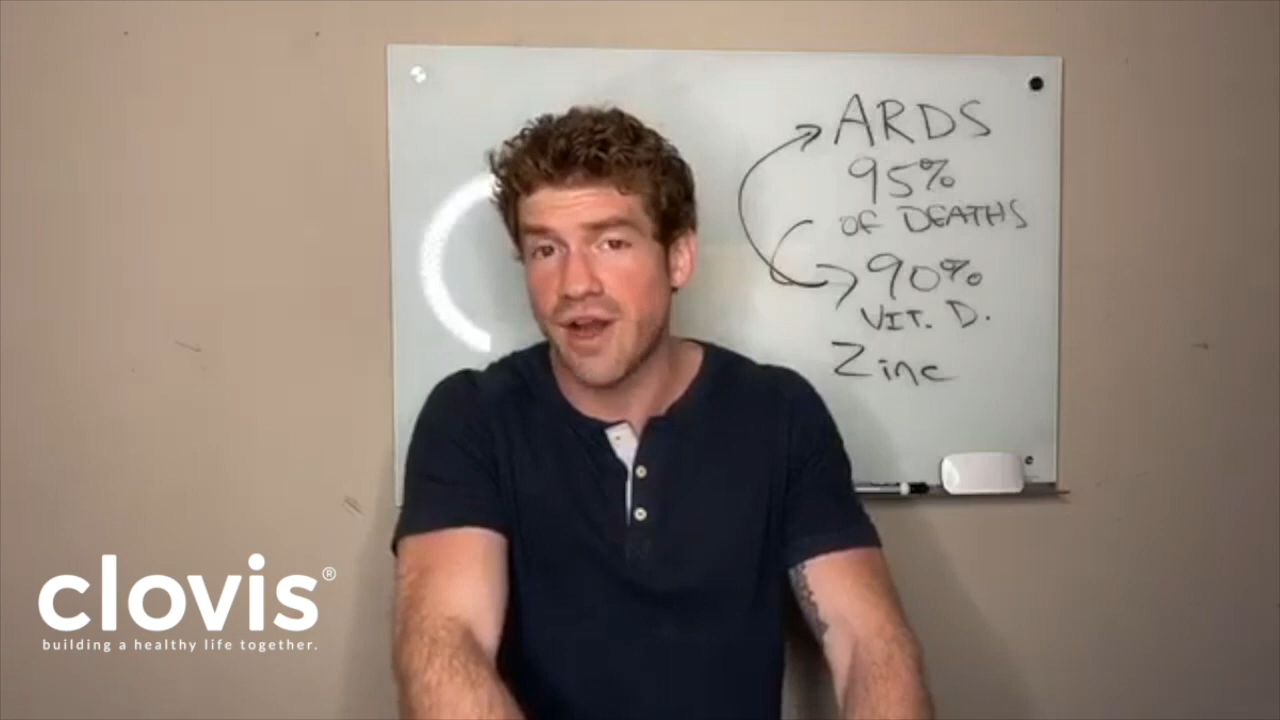 ARDS
95%
OF DEATHS
90%
VIT. D.
Zinc
clovis®
building a healthy life together.